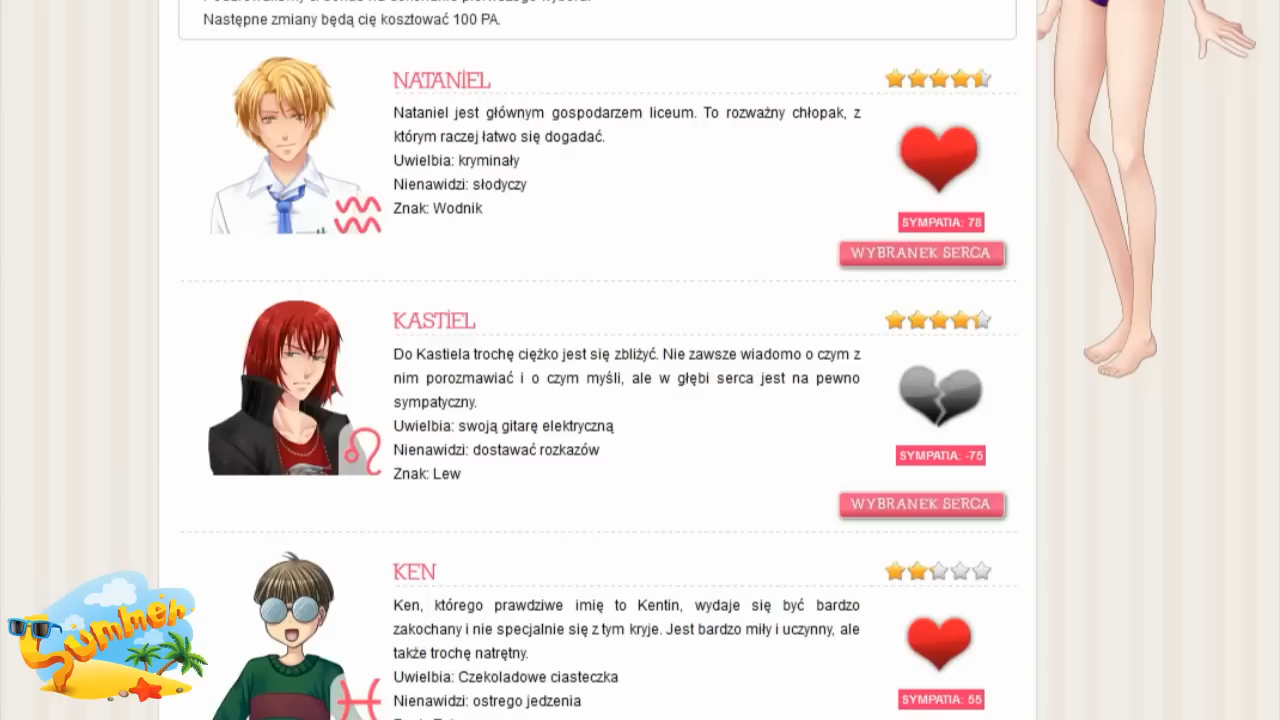 Następne zmiany będą cię kosztować 100 PA.
NATANIEL
Nataniel jest głównym gospodarzem liceum. To rozważny chłopak, z
którym raczej łatwo się dogadać.
Uwielbia: kryminały
Nienawidzi: słodyczy
Znak: Wodnik
SYMPATIA: 78
WYBRANEK SERCA
KASTIEL
Do Kastiela trochę ciężko jest się zbliżyć. Nie zawsze wiadomo o czym z
nim porozmawiać i o czym myśli, ale w głębi serca jest na pewno
sympatyczny.
Uwielbia: swoją gitarę elektryczną
Nienawidzi: dostawać rozkazów
Znak: Lew
SYMPATIA: -75
WYBRANEK SERCA
KEN
Ken, którego prawdziwe imię to Kentin, wydaje się być bardzo
zakochany i nie specjalnie się z tym kryje. Jest bardzo miły i uczynny, ale
także trochę natrętny.
Uwielbia: Czekoladowe ciasteczka
Nienawidzi: ostrego jedzenia
SYMPATIA: 55
Summer